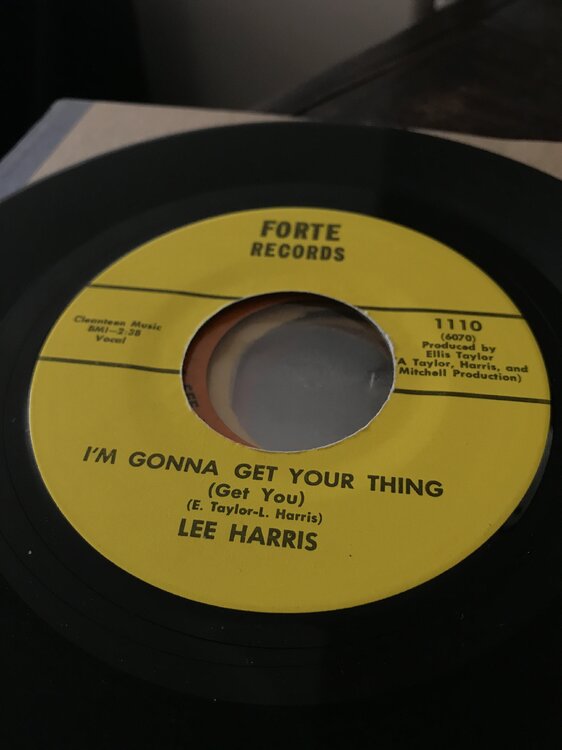 FORTE
RECORDS
Cleanteen Music
BMI—2:38
Vocal
1110
(6070)
Produced by
Ellis Taylor
(A Taylor, Harris, and
Mitchell Production)
I'M GONNA GET YOUR THING
(Get You)
(E. Taylor-L. Harris)
LEE HARRIS